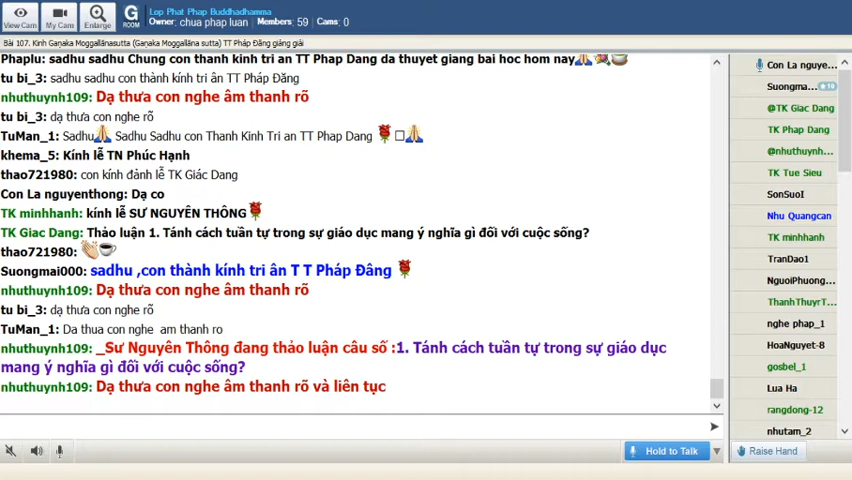 View Cam
My Cam
Enlarge
G
ROOM
Lop Phat Phap Buddhadhamma
Owner: chua phap luan Members: 59 Cams: 0
Bài 107. Kinh Gaṇaka Moggallānasutta (Gaṇaka Moggallāna sutta) TT Pháp Đăng giảng giải
Phaplu: sadhu sadhu Chung con thanh kinh tri an TT Phap Dang da thuyet giang bai hoc hom nay
tu bi_3: sadhu sadhu con thành kính tri ân TT Pháp Đăng
nhuthuynh109: Dạ thưa con nghe âm thanh rõ
tu bi_3: dạ thưa con nghe rõ
TuMan_1: Sadhu Sadhu Sadhu con Thanh Kinh Tri an TT Phap Dang
khema_5: Kính lễ TN Phúc Hạnh
thao721980: con kính đảnh lễ TK Giác Dang
Con La nguyenthong: Dạ co
TK minhhanh: kính lễ SƯ NGUYÊN THÔNG
TK Giac Dang: Thảo luận 1. Tánh cách tuần tự trong sự giáo dục mang ý nghĩa gì đối với cuộc sống?
thao721980:
Suongmai000: sadhu ,con thành kính tri ân T T Pháp Đâng
nhuthuynh109: Dạ thưa con nghe âm thanh rõ
tu bi_3: dạ thưa con nghe rõ
TuMan_1: Da thua con nghe am thanh ro
nhuthuynh109: _Sư Nguyên Thông đang thảo luận câu số :1. Tánh cách tuần tự trong sự giáo dục
mang ý nghĩa gì đối với cuộc sống?
nhuthuynh109: Dạ thưa con nghe âm thanh rõ và liên tục
Hold to Talk
Con La nguye...
Suongma...
@TK Giac Dang
TK Phap Dang
@nhuthuynh...
TK Tue Sieu
SonSuoI
Nhu Quangcan
TK minhhanh
TranDao1
NguoiPhuong...
ThanhThuyrT...
nghe phap_1
HoaNguyet-8
gosbel_1
Lua Ha
rangdong-12
nhutam_2
Raise Hand